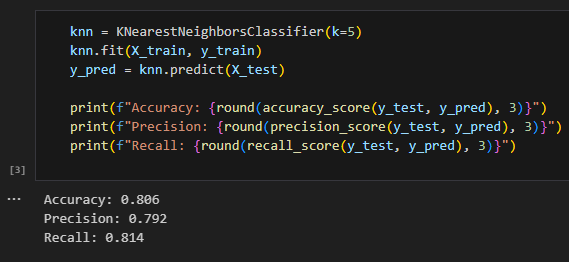 knn = KNearestNeighborsClassifier(k=5)
knn.fit(X_train, y_train)
y_pred = knn.predict(X_test)
print(f"Accuracy: {round(accuracy_score(y_test, y_pred), 3)}")
print(f"Precision: {round(precision_score(y_test, y_pred), 3)}")
print(f"Recall: {round(recall_score(y_test, y_pred), 3)}")
[3]
... Accuracy: 0.806
Precision: 0.792
Recall: 0.814